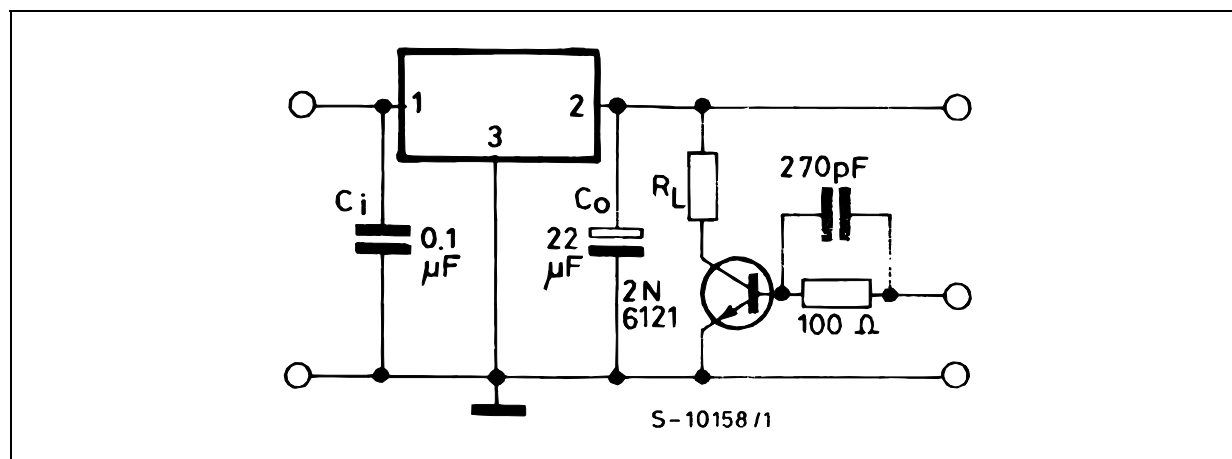 1
2
3
Ci
0.1
µF
Co
22
µF
RL
270pF
2N
6121
100 Ω
S-10158/1